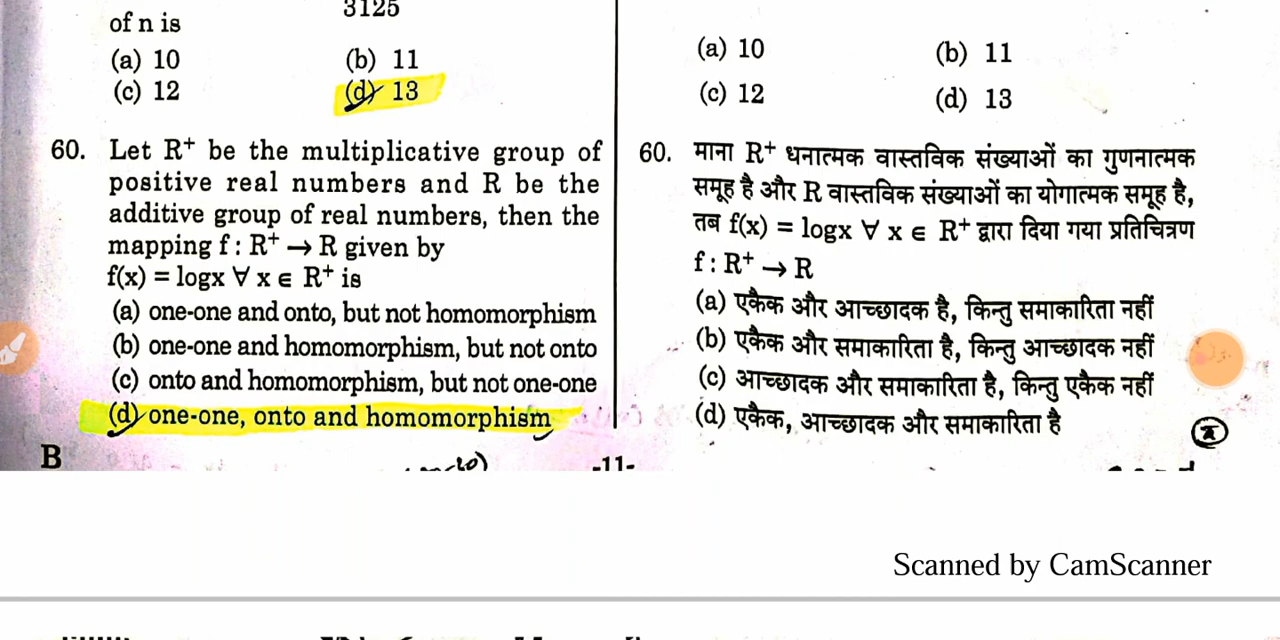 3125
of n is
(a) 10 (b) 11
(c) 12 (d) 13
60. Let R⁺ be the multiplicative group of
positive real numbers and R be the
additive group of real numbers, then the
mapping f : R⁺ → R given by
f(x) = logx ∀ x ∈ R⁺ is
(a) one-one and onto, but not homomorphism
(b) one-one and homomorphism, but not onto
(c) onto and homomorphism, but not one-one
(d) one-one, onto and homomorphism
B
(a) 10 (b) 11
(c) 12 (d) 13
60. माना R⁺ धनात्मक वास्तविक संख्याओं का गुणनात्मक
समूह है और R वास्तविक संख्याओं का योगात्मक समूह है,
तब f(x) = logx ∀ x ∈ R⁺ द्वारा दिया गया प्रतिचित्रण
f : R⁺ → R
(a) एकैक और आच्छादक है, किन्तु समाकारिता नहीं
(b) एकैक और समाकारिता है, किन्तु आच्छादक नहीं
(c) आच्छादक और समाकारिता है, किन्तु एकैक नहीं
(d) एकैक, आच्छादक और समाकारिता है
-11-
Scanned by CamScanner